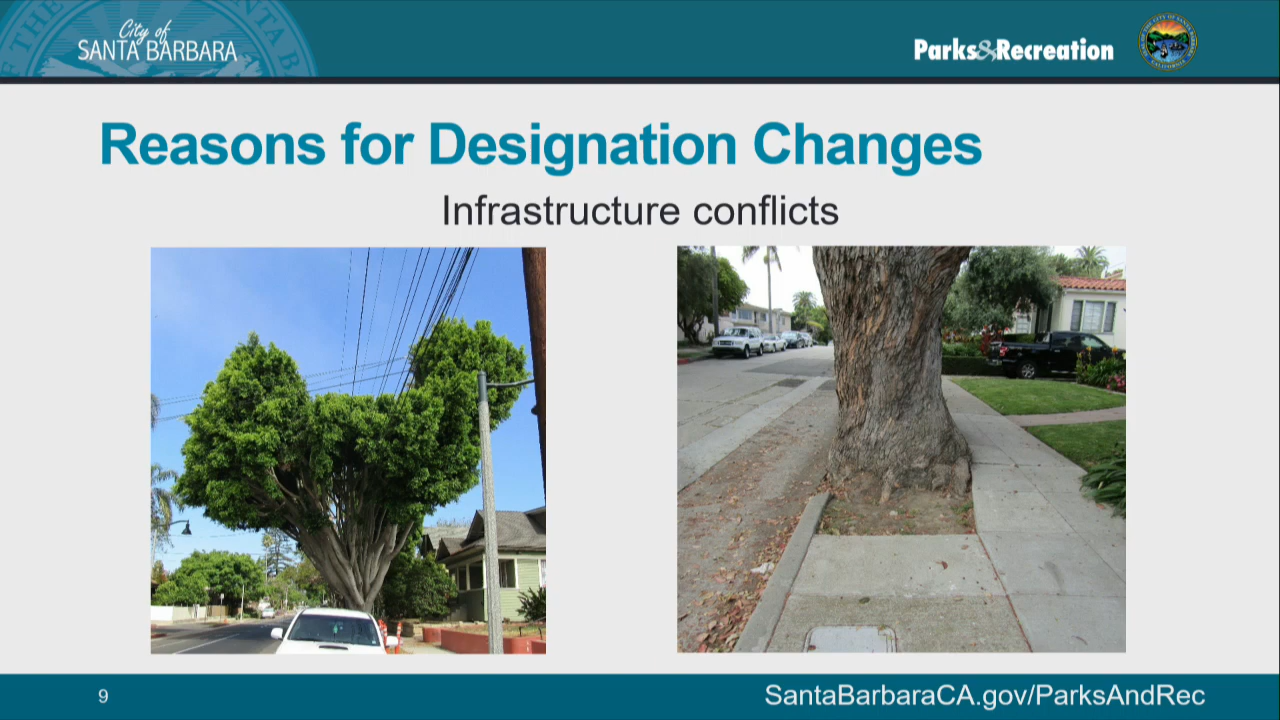 City of
SANTA BARBARA
Parks&Recreation
Reasons for Designation Changes
Infrastructure conflicts
9
SantaBarbaraCA.gov/ParksAndRec